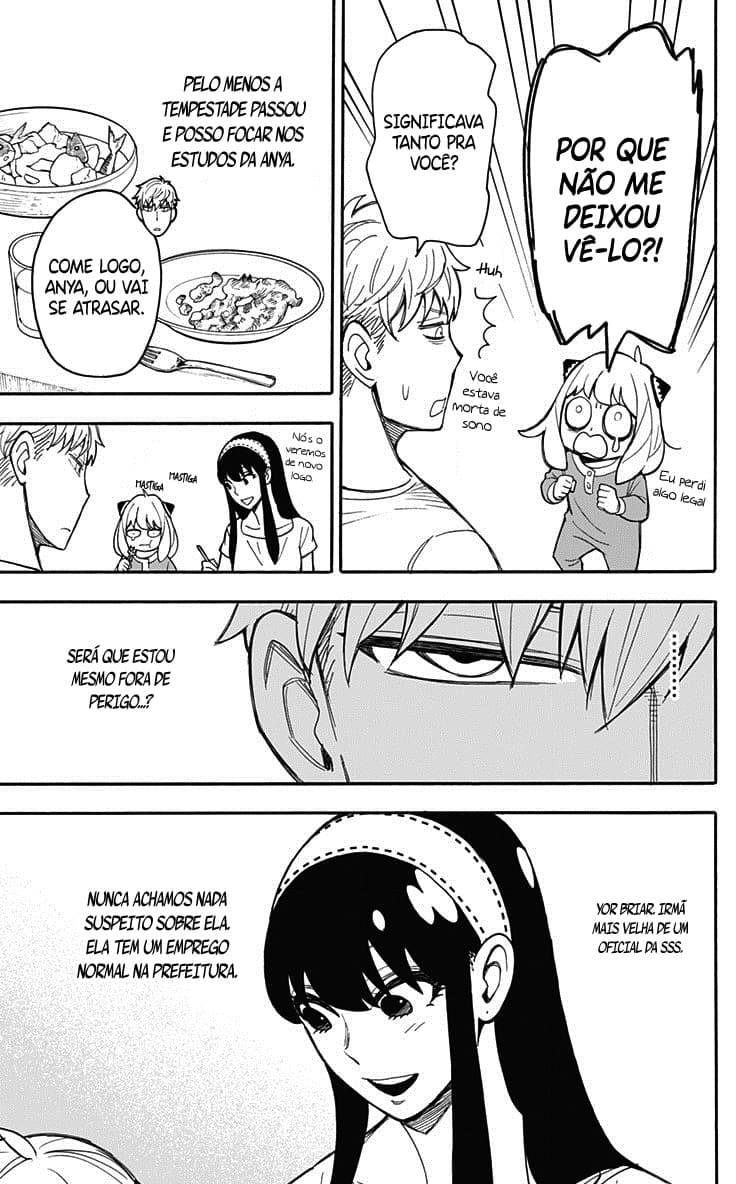 POR QUE
NÃO ME
DEIXOU
VÊ-LO?!
Eu perdi
algo legal
SIGNIFICAVA
TANTO PRA
VOCÊ?
Huh
Você
estava
morta de
sono
PELO MENOS A
TEMPESTADE PASSOU
E POSSO FOCAR NOS
ESTUDOS DA ANYA.
COME LOGO,
ANYA, OU VAI
SE ATRASAR.
Nós o
veremos
de novo
logo.
MASTIGA
MASTIGA
........
SERÁ QUE ESTOU
MESMO FORA DE
PERIGO...?
YOR BRIAR. IRMÃ
MAIS VELHA DE UM
OFICIAL DA SSS.
NUNCA ACHAMOS NADA
SUSPEITO SOBRE ELA.
ELA TEM UM EMPREGO
NORMAL NA PREFEITURA.